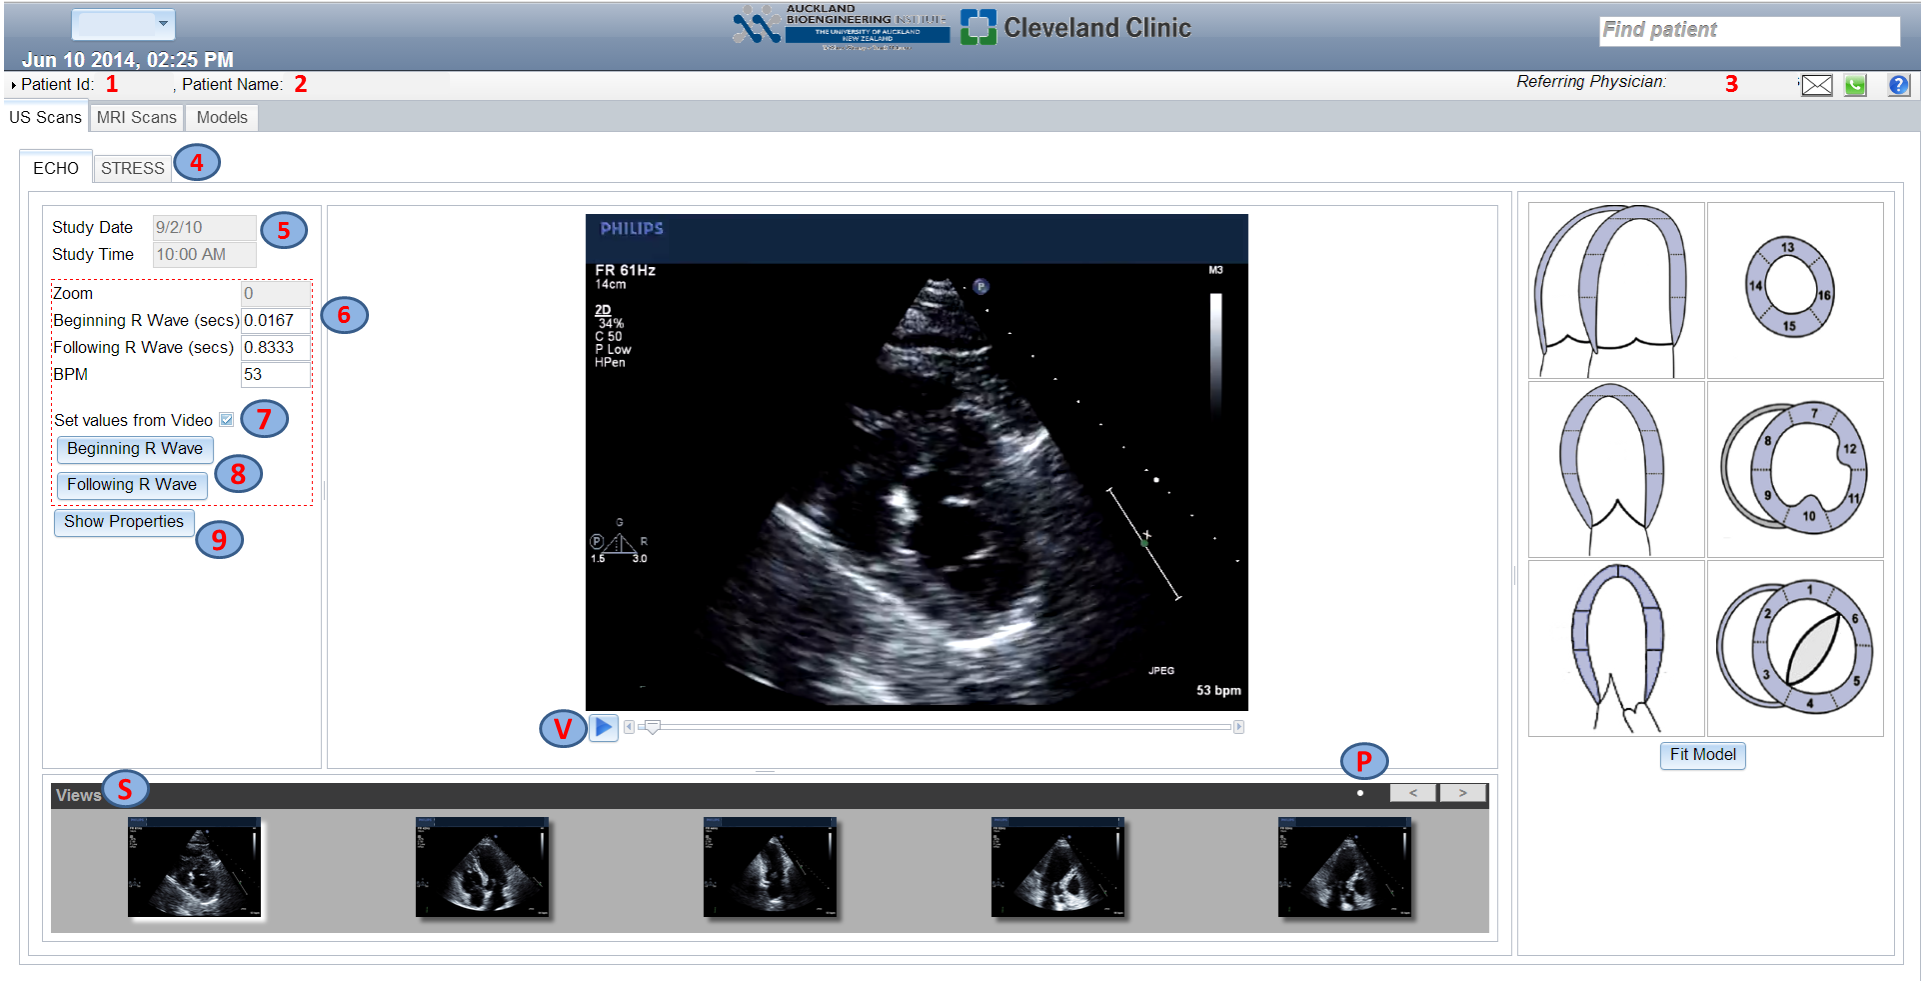 AUCKLAND
BIOENGINEERING INSTITUTE
THE UNIVERSITY OF AUCKLAND
NEW ZEALAND
Cleveland Clinic
Find patient
Jun 10 2014, 02:25 PM
Patient Id: 1 , Patient Name: 2
Referring Physician: 3
?
US Scans MRI Scans Models
ECHO STRESS 4
Study Date 9/2/10 5
Study Time 10:00 AM
Zoom 0
Beginning R Wave (secs) 0.0167 6
Following R Wave (secs) 0.8333
BPM 53
Set values from Video 7
Beginning R Wave
8
Following R Wave
Show Properties
9
PHILIPS
FR 61Hz
14cm
M3
P
2D
34%
C 50
P Low
HPen
G
P R
1.5 3.0
x
JPEG
53 bpm
V
P
Views S
< >
13
14 16
15
7
8 12
9 11
10
1
2 6
3 5
4
Fit Model